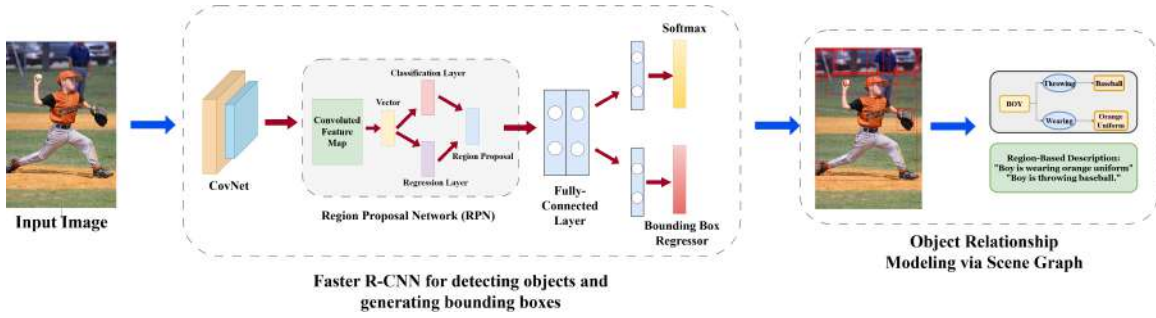 Input Image
CovNet
Convoluted
Feature
Map
Vector
Classification Layer
Regression Layer
Region Proposal
Region Proposal Network (RPN)
Fully-
Connected
Layer
Softmax
Bounding Box
Regressor
Faster R-CNN for detecting objects and
generating bounding boxes
BOY
Throwing
Baseball
Wearing
Orange
Uniform
Region-Based Description:
"Boy is wearing orange uniform"
"Boy is throwing baseball."
Object Relationship
Modeling via Scene Graph